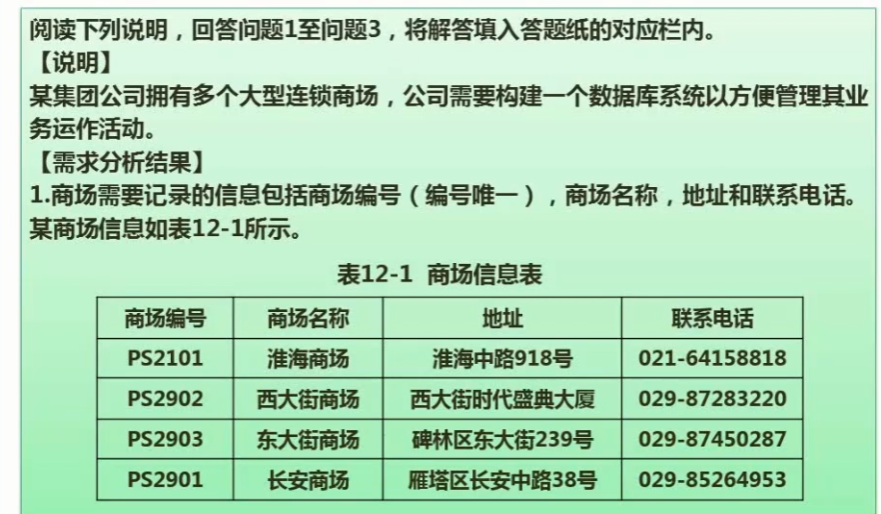 阅读下列说明，回答问题1至问题3，将解答填入答题纸的对应栏内。
【说明】
某集团公司拥有多个大型连锁商场，公司需要构建一个数据库系统以方便管理其业
务运作活动。
【需求分析结果】
1.商场需要记录的信息包括商场编号（编号唯一），商场名称，地址和联系电话。
某商场信息如表12-1所示。
表12-1 商场信息表
商场编号 商场名称 地址 联系电话
PS2101 淮海商场 淮海中路918号 021-64158818
PS2902 西大街商场 西大街时代盛典大厦 029-87283220
PS2903 东大街商场 碑林区东大街239号 029-87450287
PS2901 长安商场 雁塔区长安中路38号 029-85264953